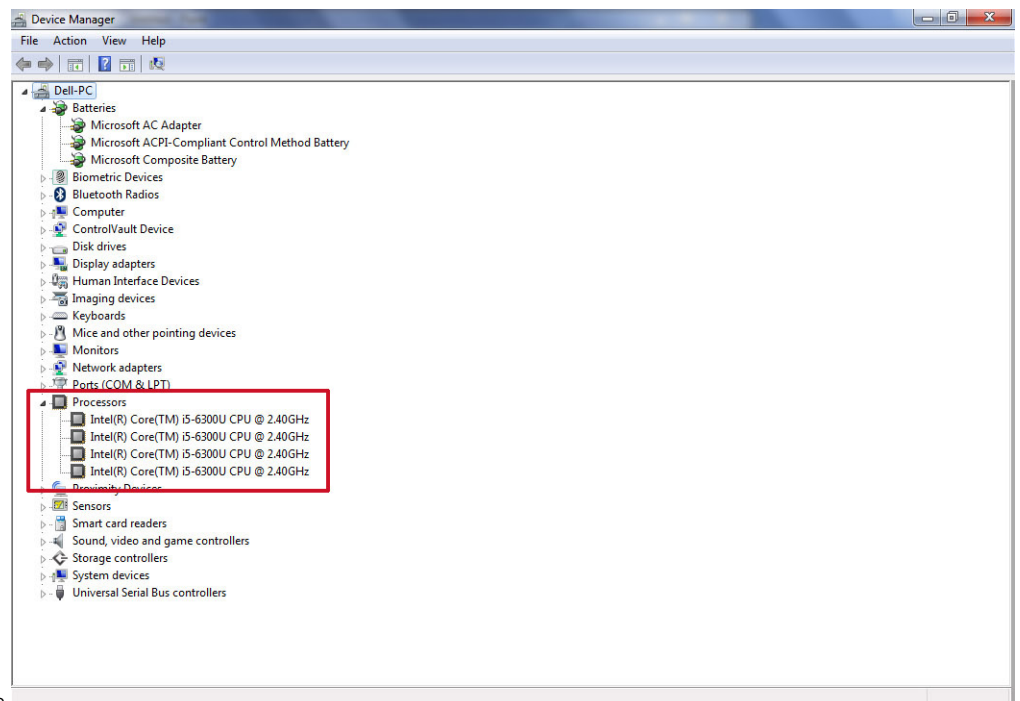 Device Manager
File Action View Help
Dell-PC
Batteries
Microsoft AC Adapter
Microsoft ACPI-Compliant Control Method Battery
Microsoft Composite Battery
Biometric Devices
Bluetooth Radios
Computer
ControlVault Device
Disk drives
Display adapters
Human Interface Devices
Imaging devices
Keyboards
Mice and other pointing devices
Monitors
Network adapters
Ports (COM & LPT)
Processors
Intel(R) Core(TM) i5-6300U CPU @ 2.40GHz
Intel(R) Core(TM) i5-6300U CPU @ 2.40GHz
Intel(R) Core(TM) i5-6300U CPU @ 2.40GHz
Intel(R) Core(TM) i5-6300U CPU @ 2.40GHz
Proximity Devices
Sensors
Smart card readers
Sound, video and game controllers
Storage controllers
System devices
Universal Serial Bus controllers